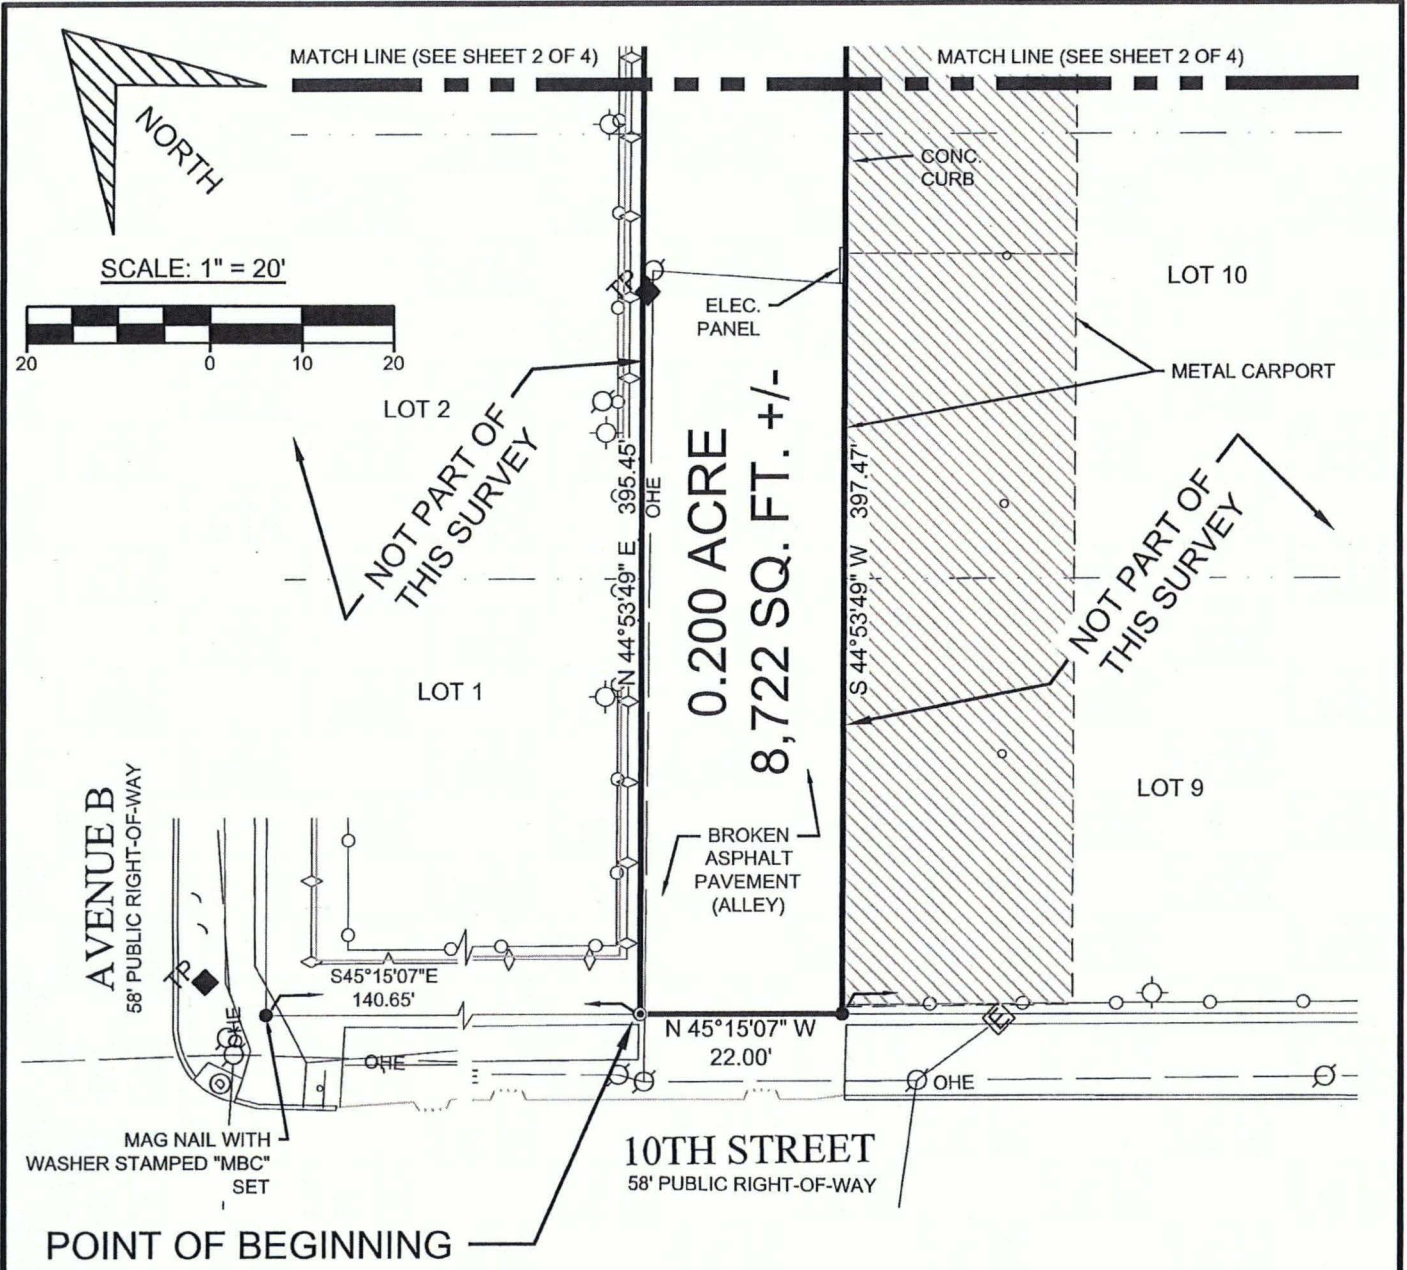 MATCH LINE (SEE SHEET 2 OF 4)
MATCH LINE (SEE SHEET 2 OF 4)
NORTH
CONC.
CURB
SCALE: 1" = 20'
20 0 10 20
TP
ELEC.
PANEL
LOT 10
METAL CARPORT
LOT 2
NOT PART OF
THIS SURVEY
N 44°53'49" E 395.45'
OHE
0.200 ACRE
8,722 SQ. FT. +/-
S 44°53'49" W 397.47'
NOT PART OF
THIS SURVEY
LOT 1
LOT 9
AVENUE B
58' PUBLIC RIGHT-OF-WAY
BROKEN
ASPHALT
PAVEMENT
(ALLEY)
TP
S45°15'07"E
140.65'
OHE
N 45°15'07" W
22.00'
E
OHE
OHE
MAG NAIL WITH
WASHER STAMPED "MBC"
SET
10TH STREET
58' PUBLIC RIGHT-OF-WAY
POINT OF BEGINNING